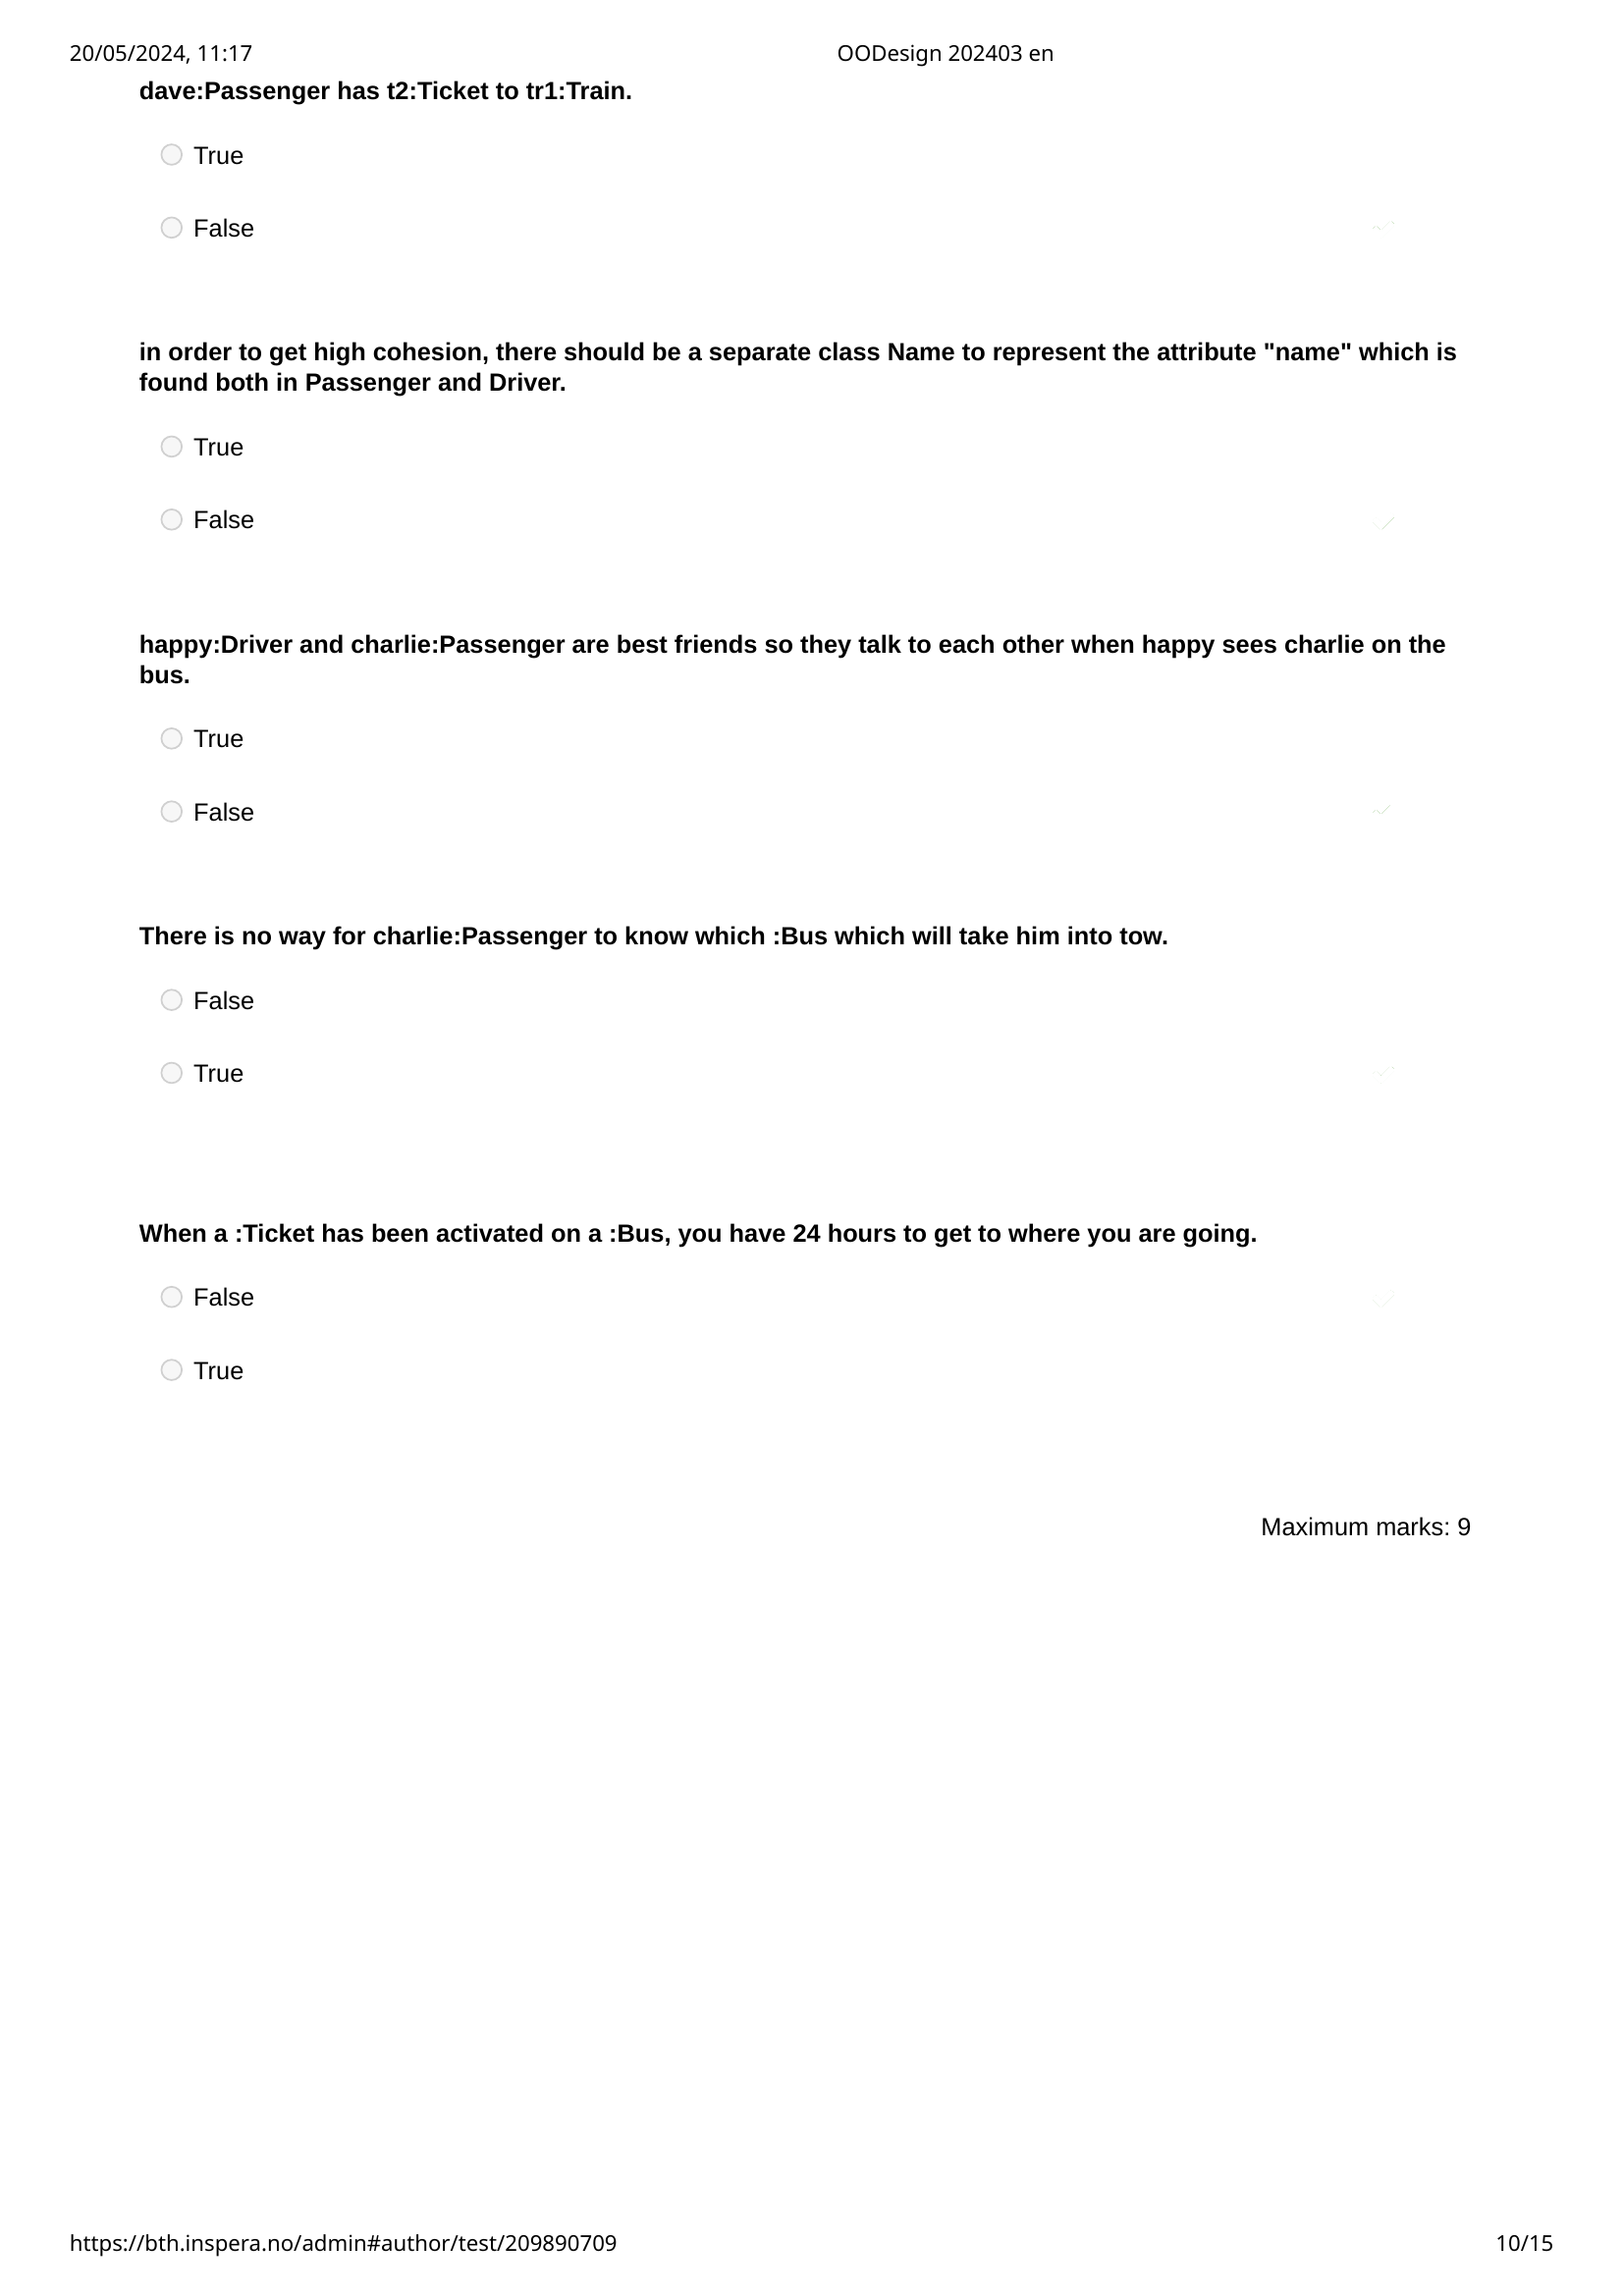 20/05/2024, 11:17 OODesign 202403 en
dave:Passenger has t2:Ticket to tr1:Train.
True
False
in order to get high cohesion, there should be a separate class Name to represent the attribute "name" which is
found both in Passenger and Driver.
True
False
happy:Driver and charlie:Passenger are best friends so they talk to each other when happy sees charlie on the
bus.
True
False
There is no way for charlie:Passenger to know which :Bus which will take him into tow.
False
True
When a :Ticket has been activated on a :Bus, you have 24 hours to get to where you are going.
False
True
Maximum marks: 9
https://bth.inspera.no/admin#author/test/209890709 10/15